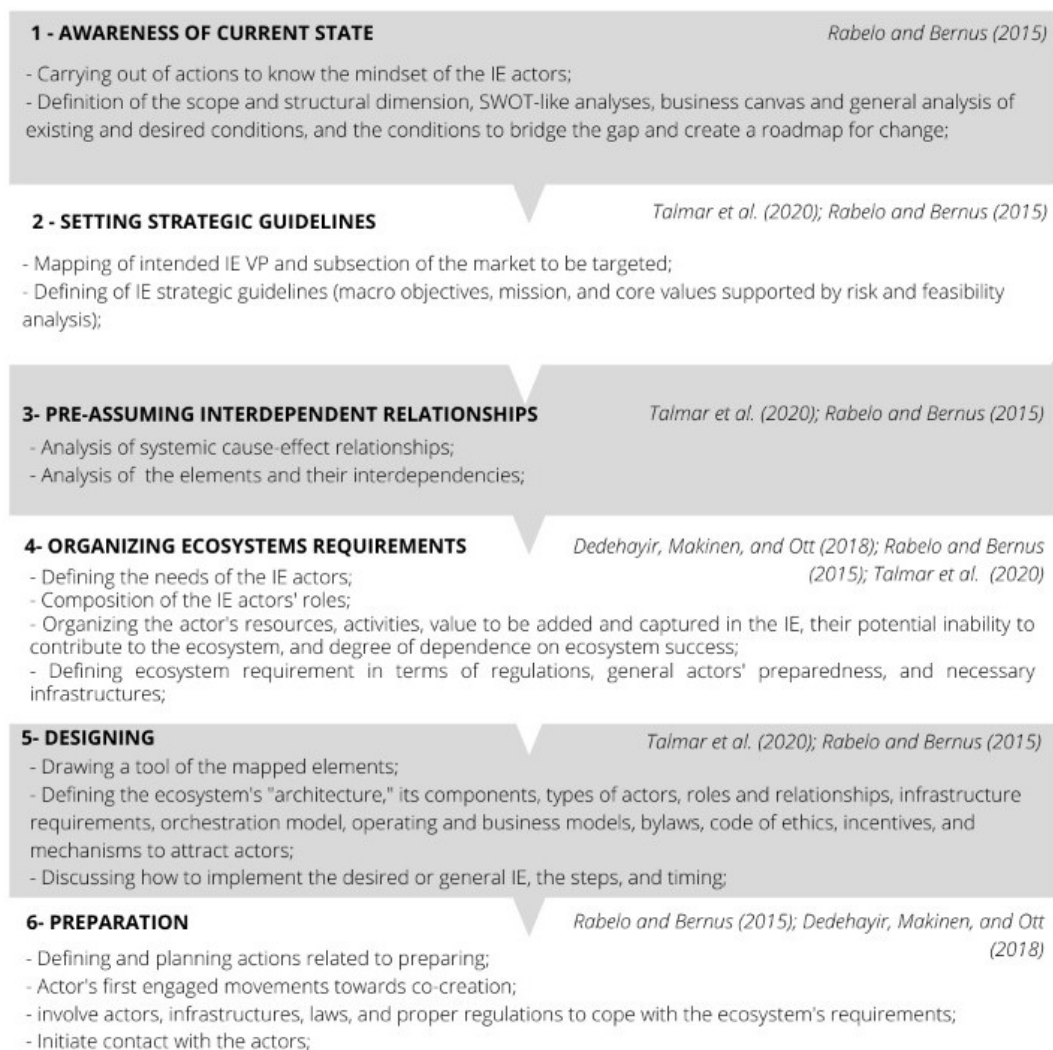 1 - AWARENESS OF CURRENT STATE
Rabelo and Bernus (2015)
- Carrying out of actions to know the mindset of the IE actors;
- Definition of the scope and structural dimension, SWOT-like analyses, business canvas and general analysis of
existing and desired conditions, and the conditions to bridge the gap and create a roadmap for change;
2 - SETTING STRATEGIC GUIDELINES
Talmar et al. (2020); Rabelo and Bernus (2015)
- Mapping of intended IE VP and subsection of the market to be targeted;
- Defining of IE strategic guidelines (macro objectives, mission, and core values supported by risk and feasibility
analysis);
3- PRE-ASSUMING INTERDEPENDENT RELATIONSHIPS
Talmar et al. (2020); Rabelo and Bernus (2015)
- Analysis of systemic cause-effect relationships;
- Analysis of the elements and their interdependencies;
4- ORGANIZING ECOSYSTEMS REQUIREMENTS
Dedehayir, Makinen, and Ott (2018); Rabelo and Bernus
(2015); Talmar et al. (2020)
- Defining the needs of the IE actors;
- Composition of the IE actors' roles;
- Organizing the actor's resources, activities, value to be added and captured in the IE, their potential inability to
contribute to the ecosystem, and degree of dependence on ecosystem success;
- Defining ecosystem requirement in terms of regulations, general actors' preparedness, and necessary
infrastructures;
5- DESIGNING
Talmar et al. (2020); Rabelo and Bernus (2015)
- Drawing a tool of the mapped elements;
- Defining the ecosystem's "architecture," its components, types of actors, roles and relationships, infrastructure
requirements, orchestration model, operating and business models, bylaws, code of ethics, incentives, and
mechanisms to attract actors;
- Discussing how to implement the desired or general IE, the steps, and timing;
6- PREPARATION
Rabelo and Bernus (2015); Dedehayir, Makinen, and Ott
(2018)
- Defining and planning actions related to preparing;
- Actor's first engaged movements towards co-creation;
- involve actors, infrastructures, laws, and proper regulations to cope with the ecosystem's requirements;
- Initiate contact with the actors;